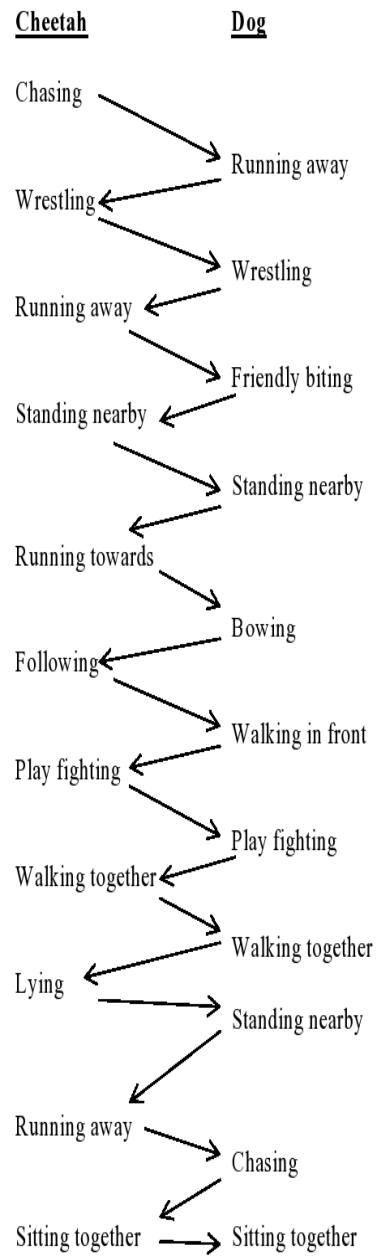 Cheetah Dog
Chasing
Running away
Wrestling
Wrestling
Running away
Friendly biting
Standing nearby
Standing nearby
Running towards
Bowing
Following
Walking in front
Play fighting
Play fighting
Walking together
Walking together
Lying
Standing nearby
Running away
Chasing
Sitting together Sitting together